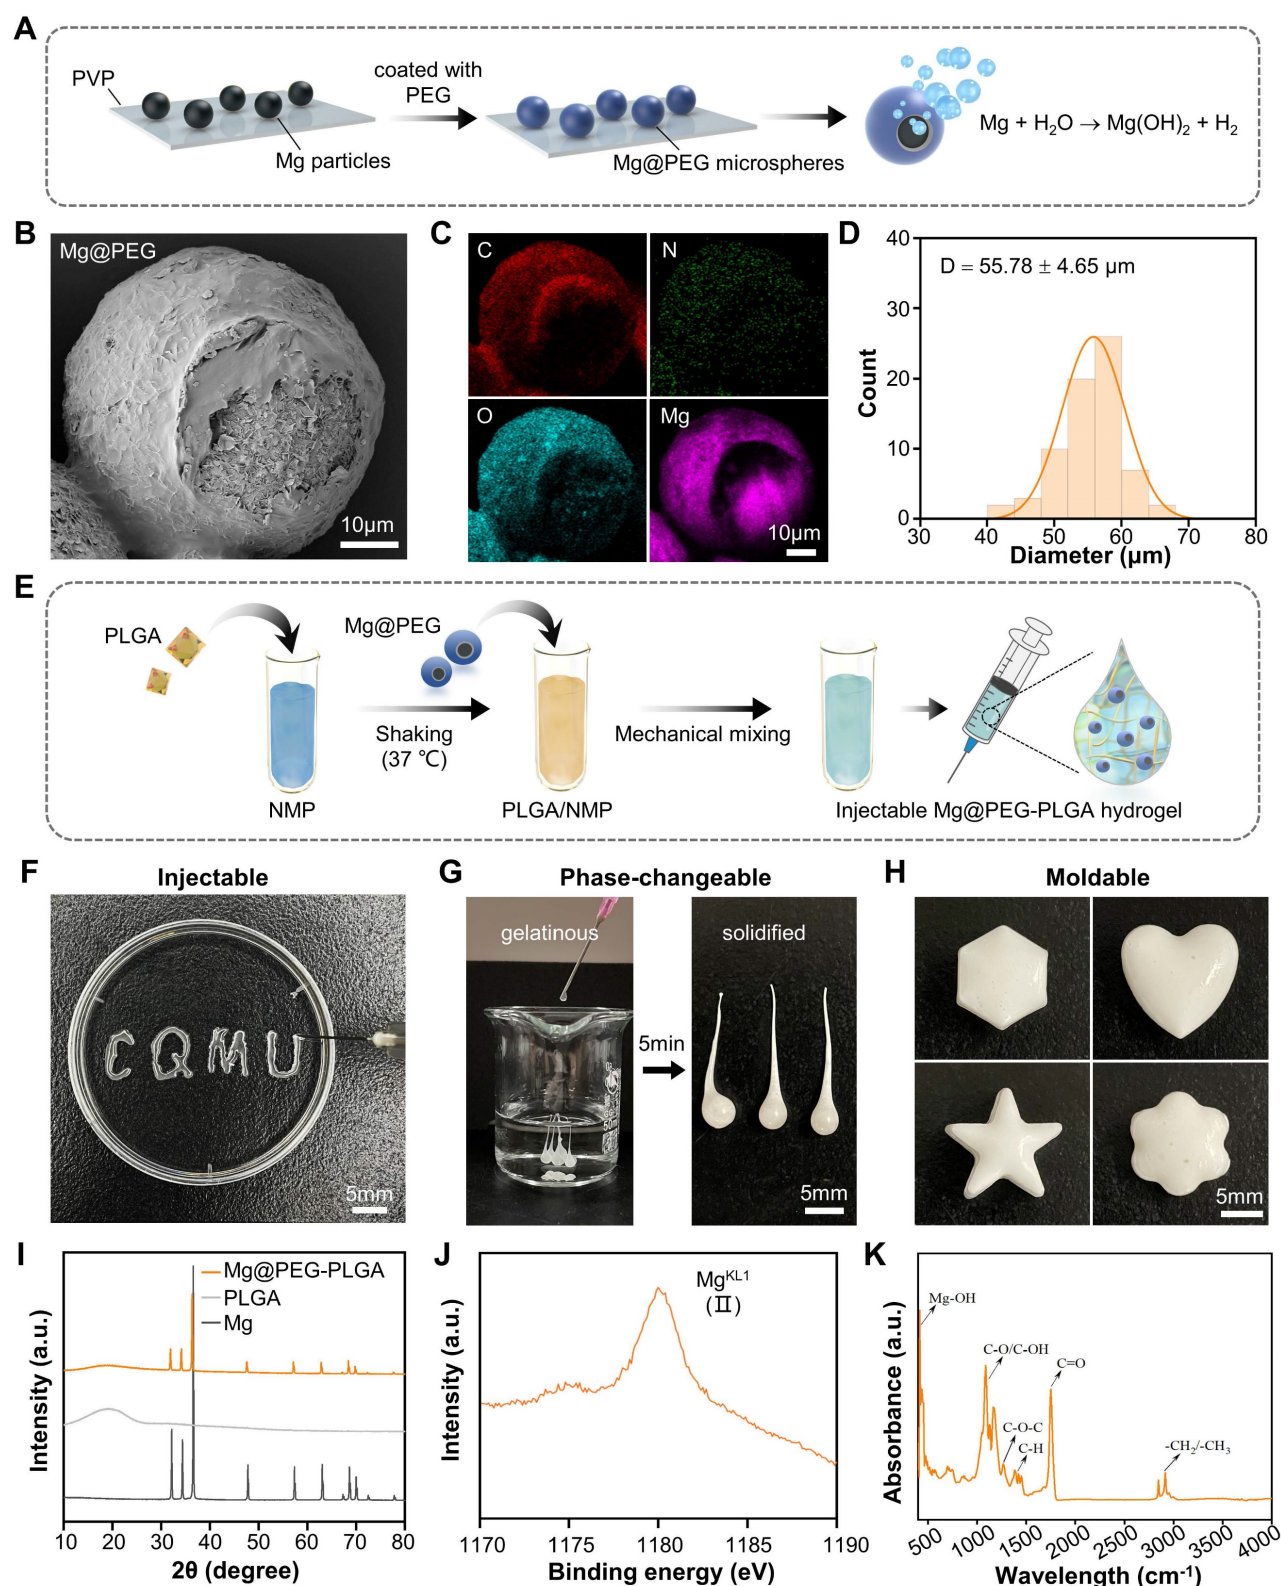 A
PVP
coated with
PEG
Mg particles
Mg@PEG microspheres
Mg + H₂O → Mg(OH)₂ + H₂
B
Mg@PEG
10μm
C
C
N
O
Mg
10μm
D
D = 55.78 ± 4.65 μm
Count
40
30
20
10
0
30
40
50
60
70
80
Diameter (μm)
E
PLGA
Mg@PEG
Shaking
(37 ℃)
Mechanical mixing
NMP
PLGA/NMP
Injectable Mg@PEG-PLGA hydrogel
F
Injectable
CQMU
5mm
G
Phase-changeable
gelatinous
5min
solidified
5mm
H
Moldable
5mm
I
Mg@PEG-PLGA
PLGA
Mg
Intensity (a.u.)
10
20
30
40
50
60
70
80
2θ (degree)
J
Mg^KL1
(Ⅱ)
Intensity (a.u.)
1170
1175
1180
1185
1190
Binding energy (eV)
K
Mg-OH
C-O/C-OH
C=O
C-O-C
C-H
-CH₂/-CH₃
Absorbance (a.u.)
500
1000
1500
2000
2500
3000
3500
4000
Wavelength (cm⁻¹)